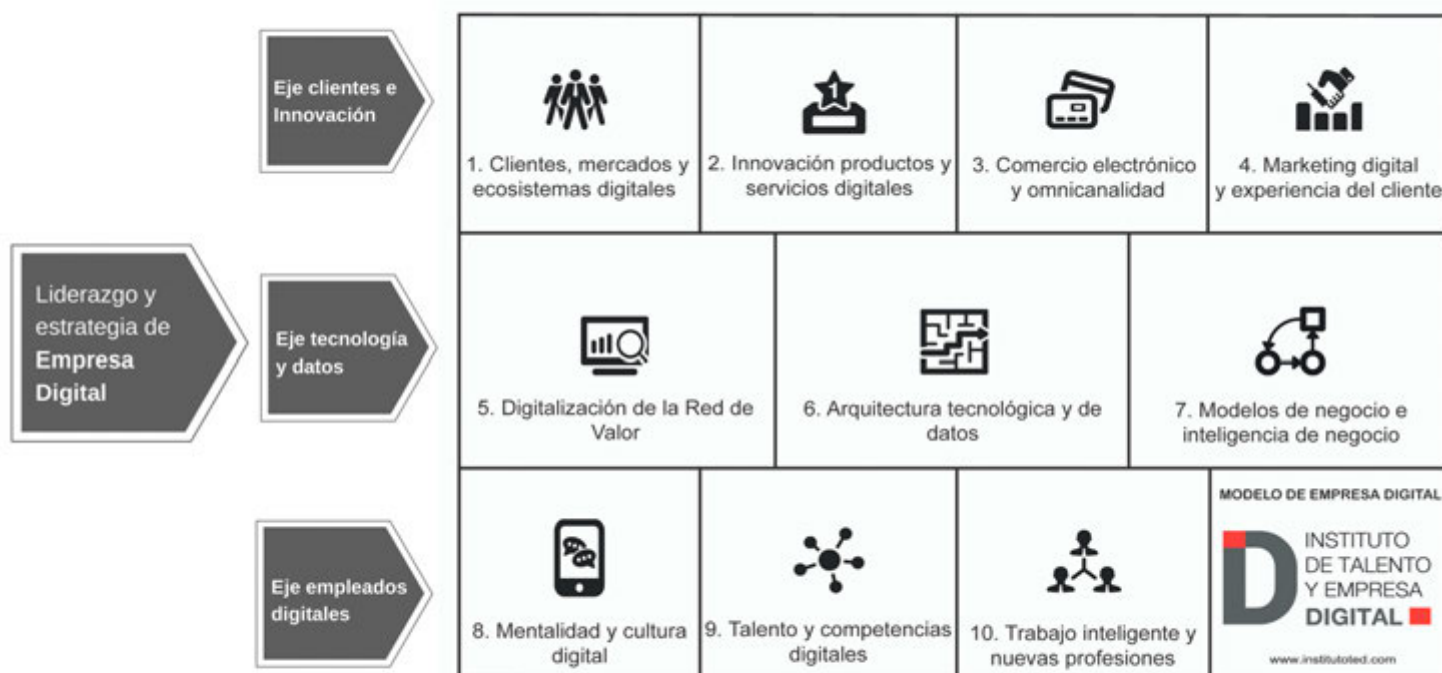 Liderazgo y
estrategia de
Empresa
Digital
Eje clientes e
Innovación
1
1. Clientes, mercados y
ecosistemas digitales
2. Innovación productos y
servicios digitales
3. Comercio electrónico
y omnicanalidad
4. Marketing digital
y experiencia del cliente
Eje tecnología
y datos
5. Digitalización de la Red de
Valor
6. Arquitectura tecnológica y de
datos
7. Modelos de negocio e
inteligencia de negocio
Eje empleados
digitales
8. Mentalidad y cultura
digital
9. Talento y competencias
digitales
10. Trabajo inteligente y
nuevas profesiones
MODELO DE EMPRESA DIGITAL
D
INSTITUTO
DE TALENTO
Y EMPRESA
DIGITAL
www.institutoted.com